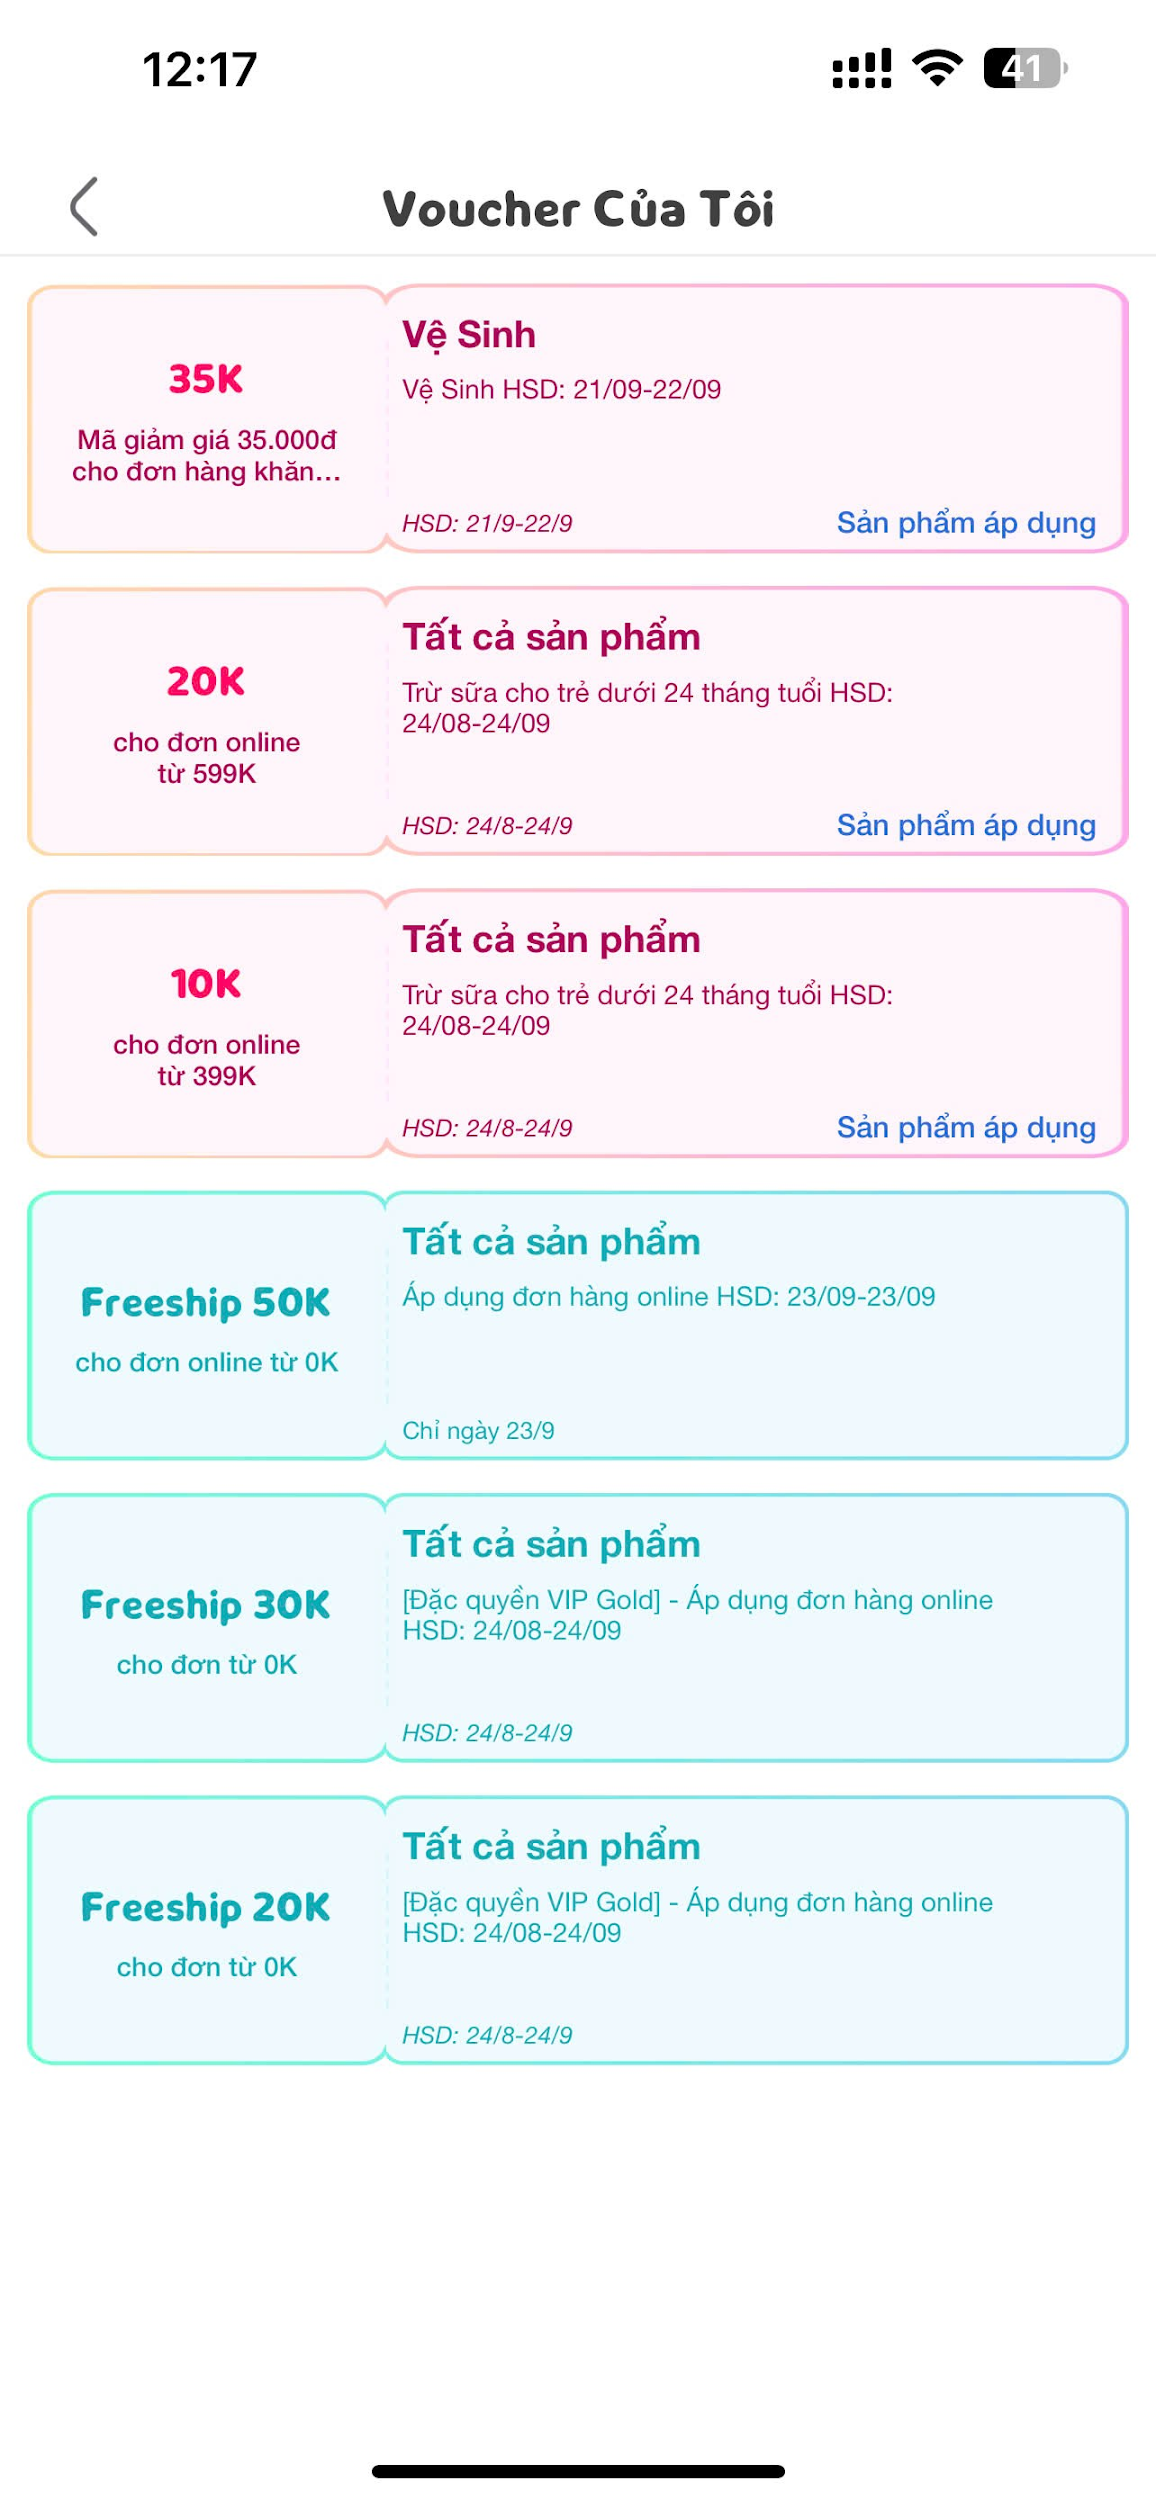 12:17
41
Voucher Của Tôi
35K
Mã giảm giá 35.000đ
cho đơn hàng khăn...
Vệ Sinh
Vệ Sinh HSD: 21/09-22/09
HSD: 21/9-22/9
Sản phẩm áp dụng
20K
cho đơn online
từ 599K
Tất cả sản phẩm
Trừ sữa cho trẻ dưới 24 tháng tuổi HSD:
24/08-24/09
HSD: 24/8-24/9
Sản phẩm áp dụng
10K
cho đơn online
từ 399K
Tất cả sản phẩm
Trừ sữa cho trẻ dưới 24 tháng tuổi HSD:
24/08-24/09
HSD: 24/8-24/9
Sản phẩm áp dụng
Freeship 50K
cho đơn online từ 0K
Tất cả sản phẩm
Áp dụng đơn hàng online HSD: 23/09-23/09
Chỉ ngày 23/9
Freeship 30K
cho đơn từ 0K
Tất cả sản phẩm
[Đặc quyền VIP Gold] - Áp dụng đơn hàng online
HSD: 24/08-24/09
HSD: 24/8-24/9
Freeship 20K
cho đơn từ 0K
Tất cả sản phẩm
[Đặc quyền VIP Gold] - Áp dụng đơn hàng online
HSD: 24/08-24/09
HSD: 24/8-24/9